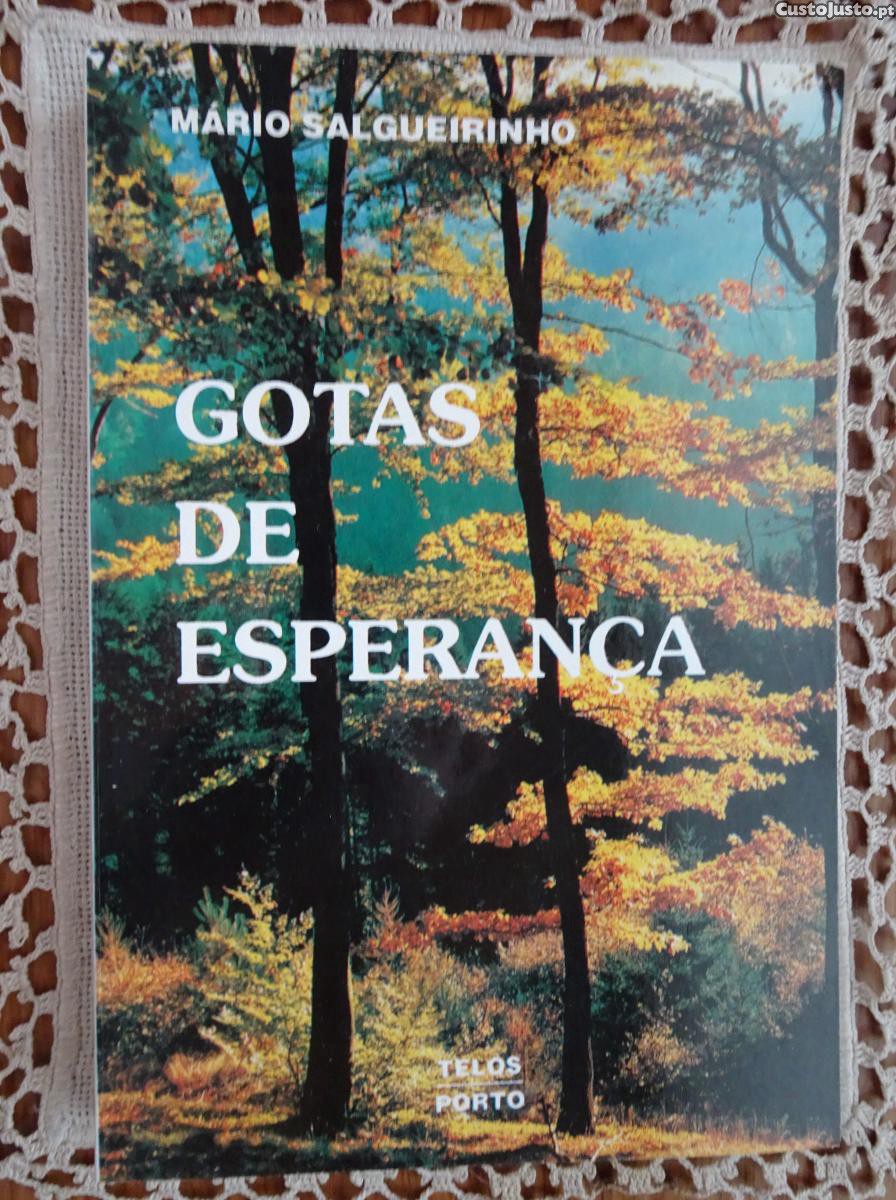 CustoJusto.pt
MÁRIO SALGUEIRINHO
GOTAS
DE
ESPERANÇA
TELOS
PORTO